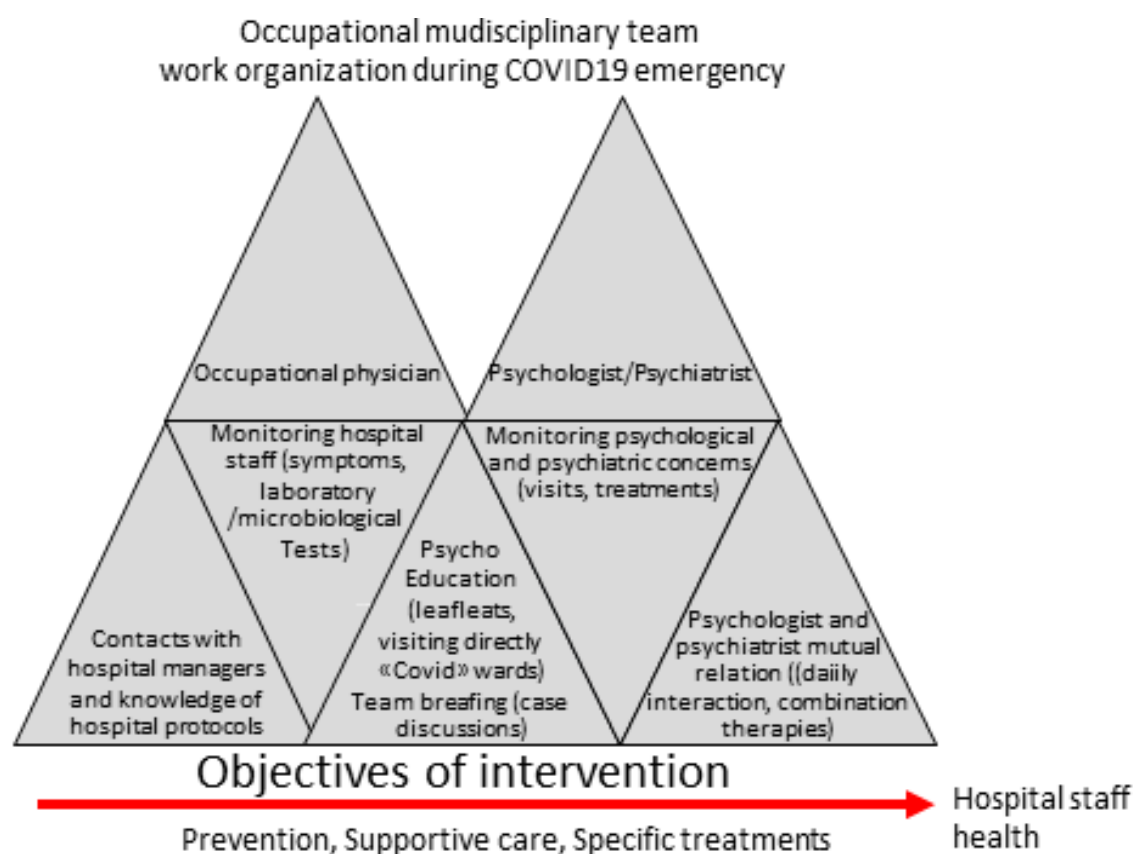 Occupational mudisciplinary team
work organization during COVID19 emergency
Occupational physician
Psychologist/Psychiatrist
Monitoring hospital
staff (symptoms,
laboratory
/microbiological
Tests)
Monitoring psychological
and psychiatric concerns
(visits, treatments)
Contacts with
hospital managers
and knowledge of
hospital protocols
Psycho
Education
(leafleats,
visiting directly
«Covid» wards)
Team breafing (case
discussions)
Psychologist and
psychiatrist mutual
relation ((daiily
interaction, combination
therapies)
Objectives of intervention
Prevention, Supportive care, Specific treatments
Hospital staff
health